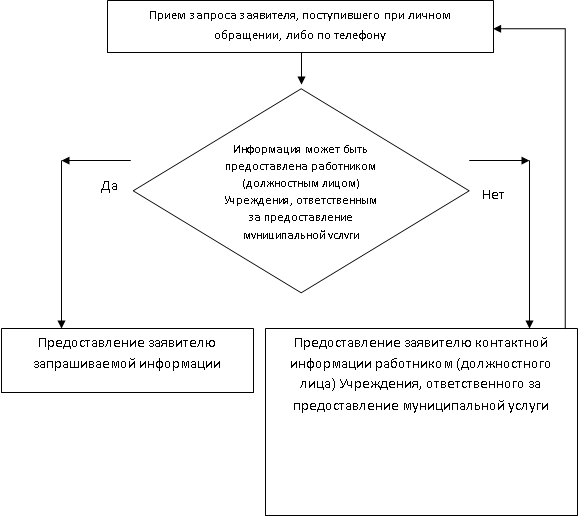 Прием запроса заявителя, поступившего при личном
обращении, либо по телефону
Информация может быть
предоставлена работником
(должностным лицом)
Учреждения, ответственным
за предоставление
муниципальной услуги
Да
Нет
Предоставление заявителю
запрашиваемой информации
Предоставление заявителю контактной
информации работником (должностного
лица) Учреждения, ответственного за
предоставление муниципальной услуги